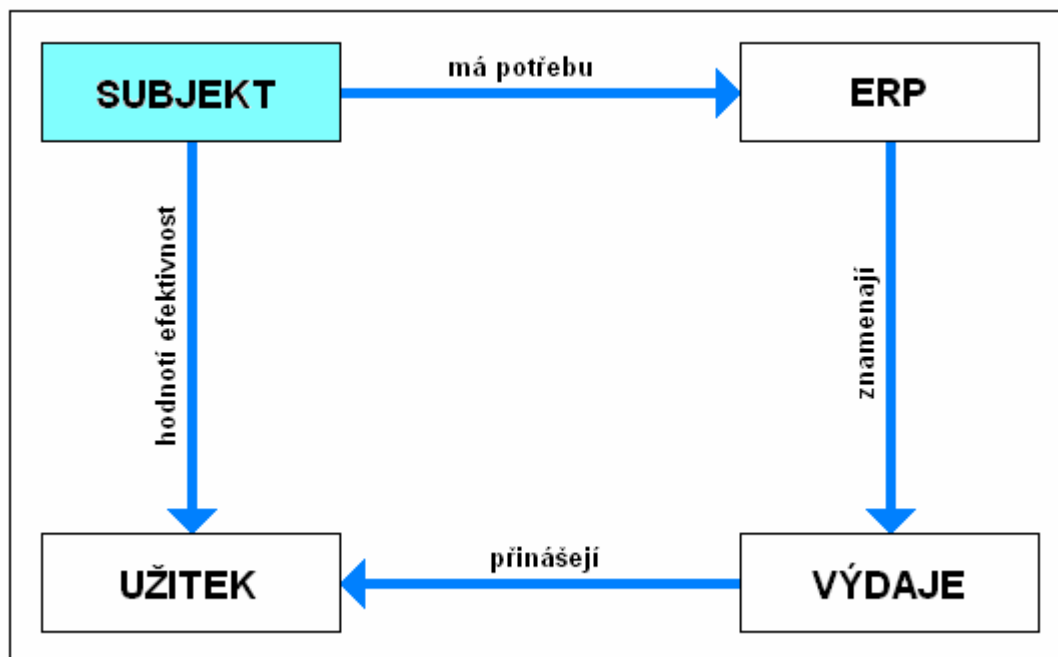 SUBJEKT
má potřebu
ERP
hodnotí efektivnost
znamenají
UŽITEK
přinášejí
VÝDAJE